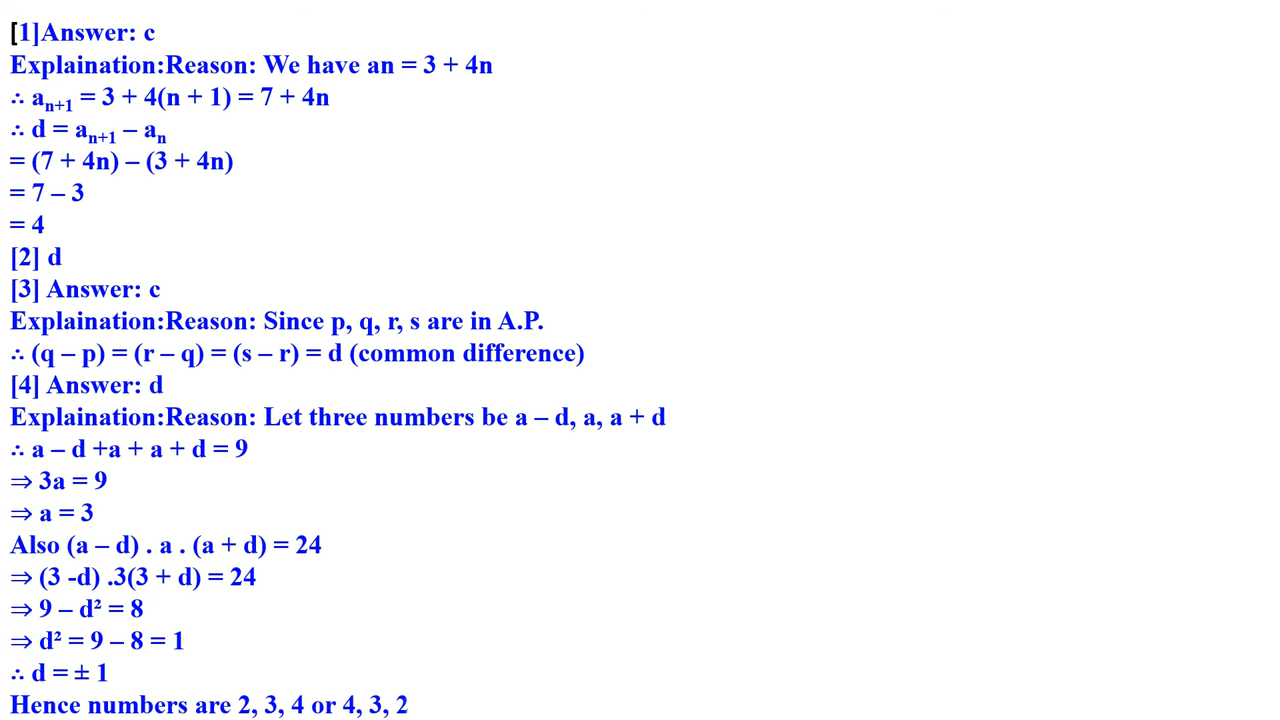 [1]Answer: c
Explaination:Reason: We have an = 3 + 4n
∴ aₙ₊₁ = 3 + 4(n + 1) = 7 + 4n
∴ d = aₙ₊₁ – aₙ
= (7 + 4n) – (3 + 4n)
= 7 – 3
= 4
[2] d
[3] Answer: c
Explaination:Reason: Since p, q, r, s are in A.P.
∴ (q – p) = (r – q) = (s – r) = d (common difference)
[4] Answer: d
Explaination:Reason: Let three numbers be a – d, a, a + d
∴ a – d +a + a + d = 9
⇒ 3a = 9
⇒ a = 3
Also (a – d) . a . (a + d) = 24
⇒ (3 -d) .3(3 + d) = 24
⇒ 9 – d² = 8
⇒ d² = 9 – 8 = 1
∴ d = ± 1
Hence numbers are 2, 3, 4 or 4, 3, 2